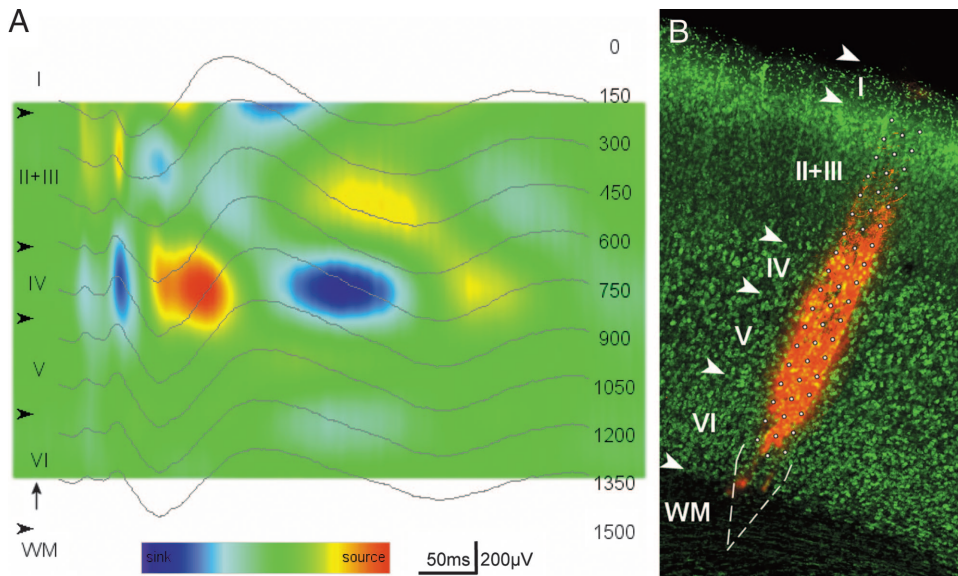 A
I
II+III
IV
V
VI
WM
0
150
300
450
600
750
900
1050
1200
1350
1500
sink source
50ms 200µV
B
I
II+III
IV
V
VI
WM